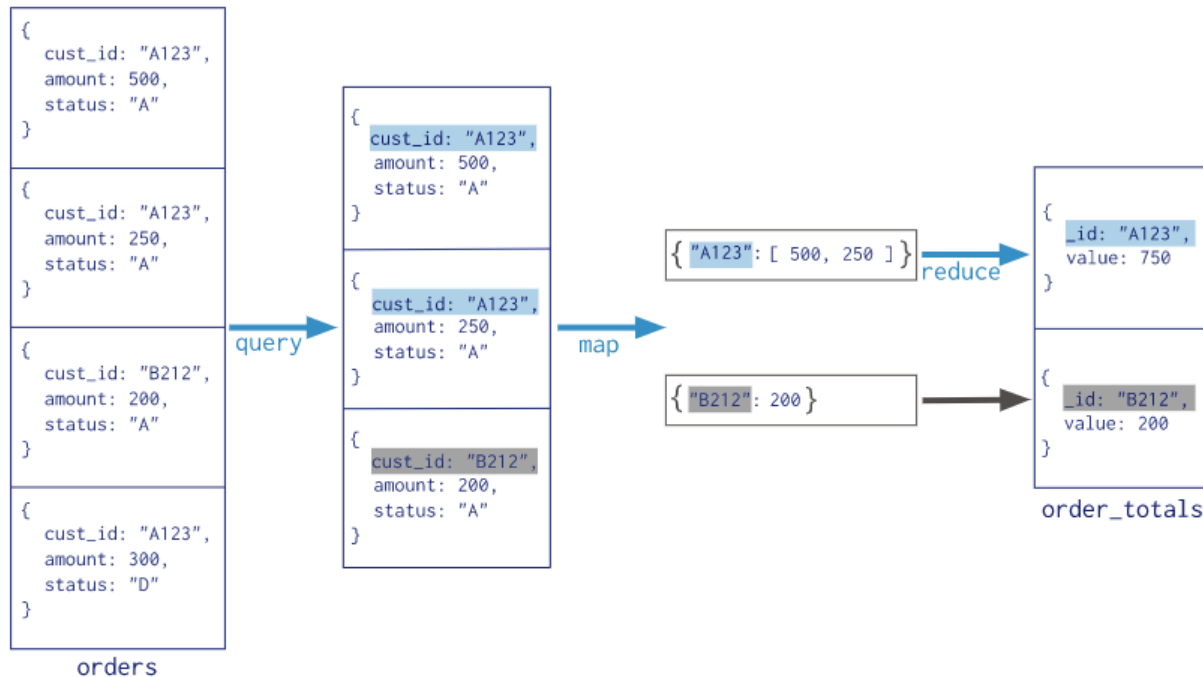 {
cust_id: "A123",
amount: 500,
status: "A"
}
{
cust_id: "A123",
amount: 250,
status: "A"
}
{
cust_id: "B212",
amount: 200,
status: "A"
}
{
cust_id: "A123",
amount: 300,
status: "D"
}
orders
query
{
cust_id: "A123",
amount: 500,
status: "A"
}
{
cust_id: "A123",
amount: 250,
status: "A"
}
{
cust_id: "B212",
amount: 200,
status: "A"
}
map
{ "A123": [ 500, 250 ] }
{ "B212": 200 }
reduce
{
_id: "A123",
value: 750
}
{
_id: "B212",
value: 200
}
order_totals